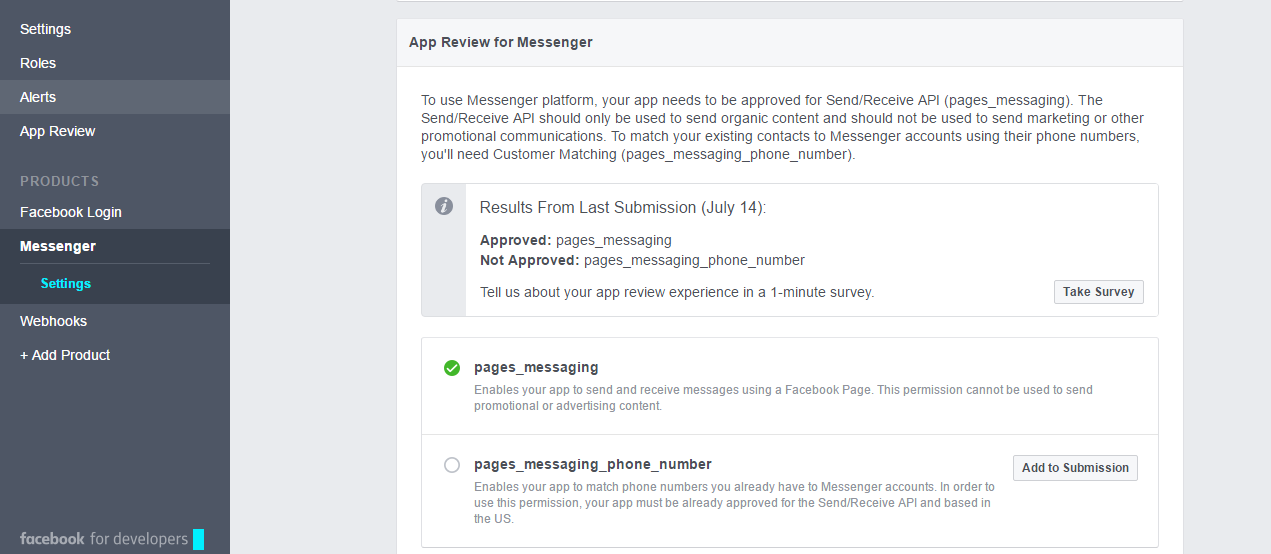 Settings
Roles
Alerts
App Review
PRODUCTS
Facebook Login
Messenger
Settings
Webhooks
+ Add Product
facebook for developers
App Review for Messenger
To use Messenger platform, your app needs to be approved for Send/Receive API (pages_messaging). The
Send/Receive API should only be used to send organic content and should not be used to send marketing or other
promotional communications. To match your existing contacts to Messenger accounts using their phone numbers,
you'll need Customer Matching (pages_messaging_phone_number).
Results From Last Submission (July 14):
Approved: pages_messaging
Not Approved: pages_messaging_phone_number
Tell us about your app review experience in a 1-minute survey.
Take Survey
pages_messaging
Enables your app to send and receive messages using a Facebook Page. This permission cannot be used to send
promotional or advertising content.
pages_messaging_phone_number
Add to Submission
Enables your app to match phone numbers you already have to Messenger accounts. In order to
use this permission, your app must be already approved for the Send/Receive API and based in
the US.